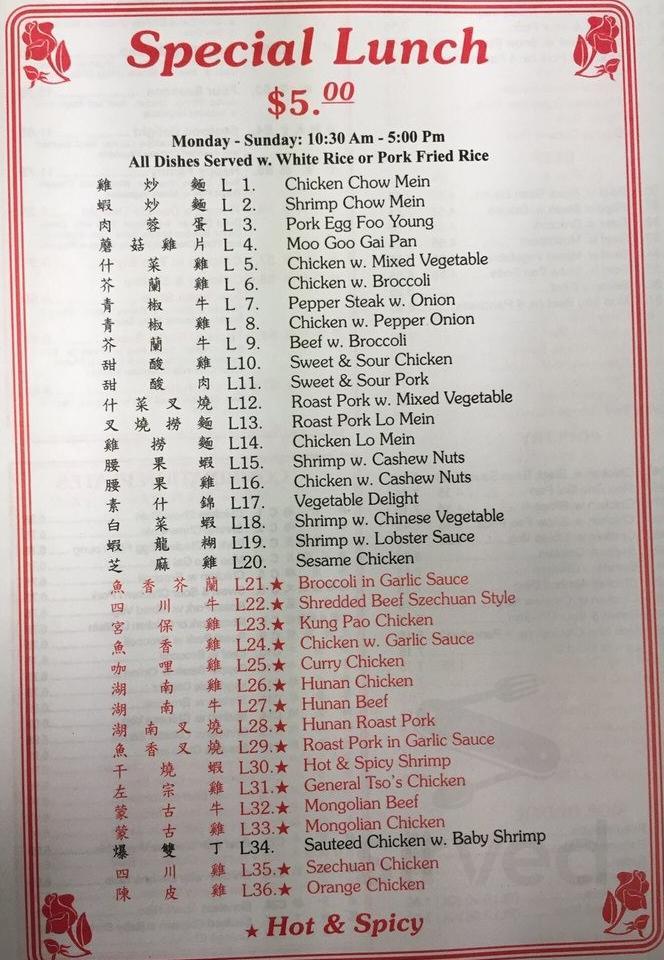 Special Lunch
$5.00
Monday - Sunday: 10:30 Am - 5:00 Pm
All Dishes Served w. White Rice or Pork Fried Rice
雞 炒 麵 L 1. Chicken Chow Mein
蝦 炒 麵 L 2. Shrimp Chow Mein
肉 蓉 蛋 L 3. Pork Egg Foo Young
蘑 菇 雞 片 L 4. Moo Goo Gai Pan
什 菜 雞 L 5. Chicken w. Mixed Vegetable
芥 蘭 雞 L 6. Chicken w. Broccoli
青 椒 牛 L 7. Pepper Steak w. Onion
青 椒 雞 L 8. Chicken w. Pepper Onion
芥 蘭 牛 L 9. Beef w. Broccoli
甜 酸 雞 L10. Sweet & Sour Chicken
甜 酸 肉 L11. Sweet & Sour Pork
什 菜 叉 燒 L12. Roast Pork w. Mixed Vegetable
叉 燒 撈 麵 L13. Roast Pork Lo Mein
雞 撈 麵 L14. Chicken Lo Mein
腰 果 蝦 L15. Shrimp w. Cashew Nuts
腰 果 雞 L16. Chicken w. Cashew Nuts
素 什 錦 L17. Vegetable Delight
白 菜 蝦 L18. Shrimp w. Chinese Vegetable
蝦 龍 糊 L19. Shrimp w. Lobster Sauce
芝 麻 雞 L20. Sesame Chicken
魚 香 芥 蘭 L21.★ Broccoli in Garlic Sauce
四 川 牛 L22.★ Shredded Beef Szechuan Style
宮 保 雞 L23.★ Kung Pao Chicken
魚 香 雞 L24.★ Chicken w. Garlic Sauce
咖 哩 雞 L25.★ Curry Chicken
湖 南 雞 L26.★ Hunan Chicken
湖 南 牛 L27.★ Hunan Beef
湖 南 叉 燒 L28.★ Hunan Roast Pork
魚 香 叉 燒 L29.★ Roast Pork in Garlic Sauce
干 燒 蝦 L30.★ Hot & Spicy Shrimp
左 宗 雞 L31.★ General Tso's Chicken
蒙 古 牛 L32.★ Mongolian Beef
蒙 古 雞 L33.★ Mongolian Chicken
爆 雙 丁 L34. Sauteed Chicken w. Baby Shrimp
四 川 雞 L35.★ Szechuan Chicken
陳 皮 雞 L36.★ Orange Chicken
★ Hot & Spicy